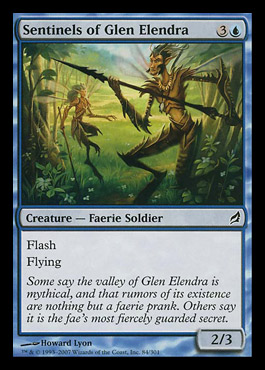 Sentinels of Glen Elendra 3
Creature — Faerie Soldier
Flash
Flying
Some say the valley of Glen Elendra is
mythical, and that rumors of its existence
are nothing but a faerie prank. Others say
it is the fae's most fiercely guarded secret.
Howard Lyon
™ & © 1993-2007 Wizards of the Coast, Inc. 84/301
2/3